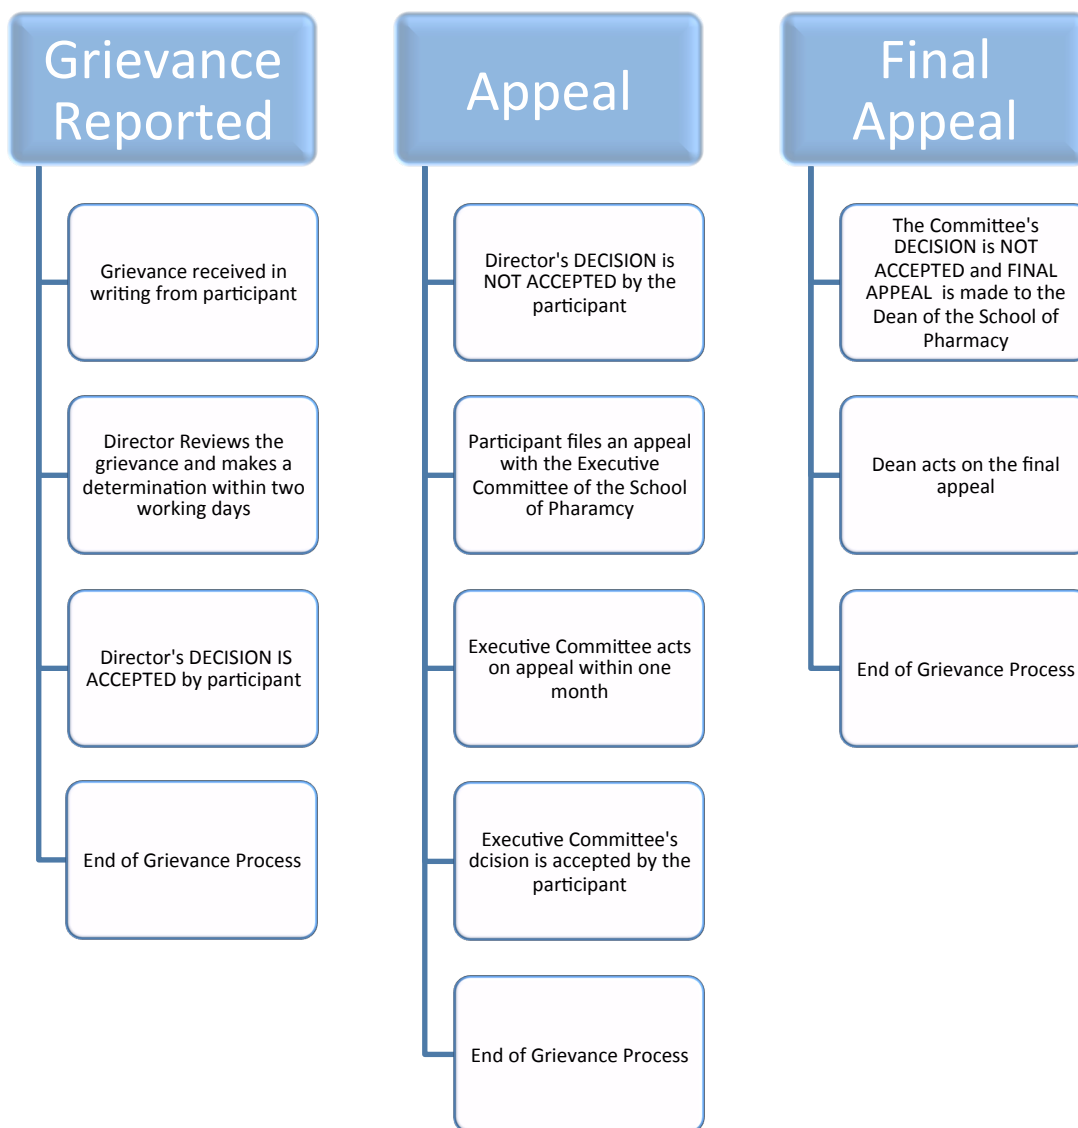 Grievance
Reported
Grievance received in
writing from participant
Director Reviews the
grievance and makes a
determination within two
working days
Director's DECISION IS
ACCEPTED by participant
End of Grievance Process
Appeal
Director's DECISION is
NOT ACCEPTED by the
participant
Participant files an appeal
with the Executive
Committee of the School
of Pharamcy
Executive Committee acts
on appeal within one
month
Executive Committee's
dcision is accepted by the
participant
End of Grievance Process
Final
Appeal
The Committee's
DECISION is NOT
ACCEPTED and FINAL
APPEAL is made to the
Dean of the School of
Pharmacy
Dean acts on the final
appeal
End of Grievance Process